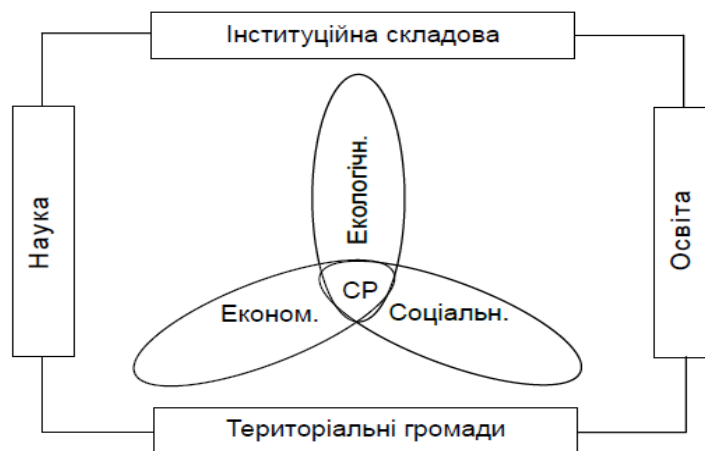 Інституційна складова
Наука
Екологічн.
Освіта
СР
Економ.
Соціальн.
Територіальні громади